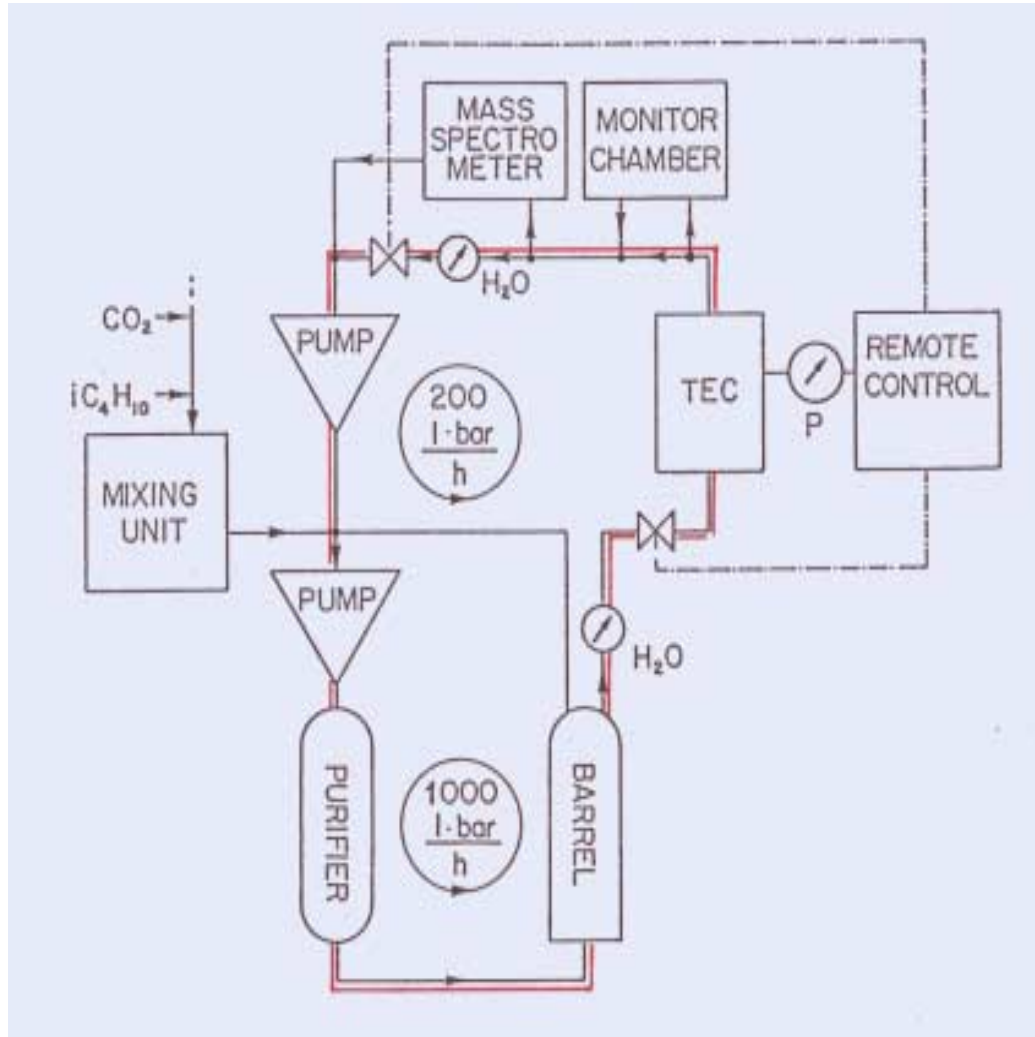 MASS
SPECTRO
METER
MONITOR
CHAMBER
H₂O
CO₂
iC₄H₁₀
PUMP
200
l·bar
h
TEC
P
REMOTE
CONTROL
MIXING
UNIT
PUMP
H₂O
PURIFIER
1000
l·bar
h
BARREL